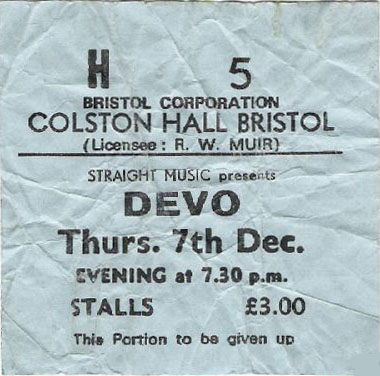 H 5
BRISTOL CORPORATION
COLSTON HALL BRISTOL
(Licensee : R. W. MUIR)
STRAIGHT MUSIC presents
DEVO
Thurs. 7th Dec.
EVENING at 7.30 p.m.
STALLS £3.00
This Portion to be given up